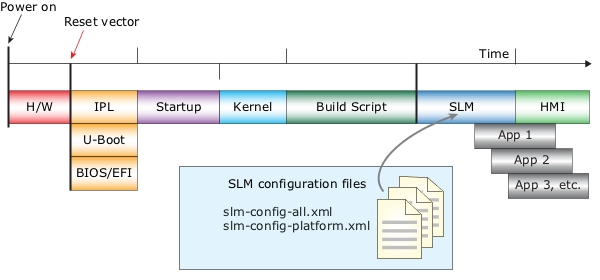 Power on
Reset vector
Time
H/W
IPL
Startup
Kernel
Build Script
SLM
HMI
U-Boot
App 1
App 2
BIOS/EFI
App 3, etc.
SLM configuration files
slm-config-all.xml
slm-config-platform.xml